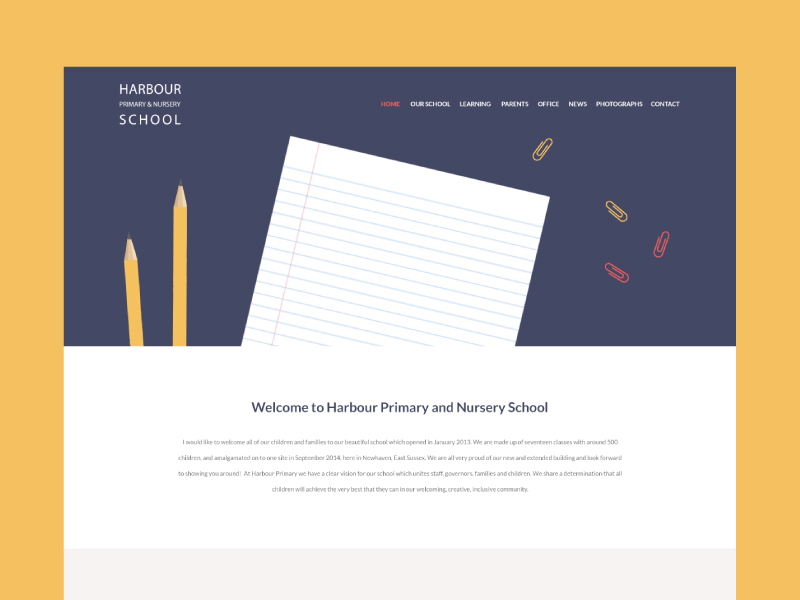 HARBOUR
PRIMARY & NURSERY
SCHOOL
HOME OUR SCHOOL LEARNING PARENTS OFFICE NEWS PHOTOGRAPHS CONTACT
Welcome to Harbour Primary and Nursery School
I would like to welcome all of our children and families to our beautiful school which opened in January 2013. We are made up of seventeen classes with around 500
children, and amalgamated on to one site in September 2014, here in Newhaven, East Sussex. We are all very proud of our new and extended building and look forward
to showing you around! At Harbour Primary we have a clear vision for our school which unites staff, governors, families and children. We share a determination that all
children will achieve the very best that they can in our welcoming, creative, inclusive community.